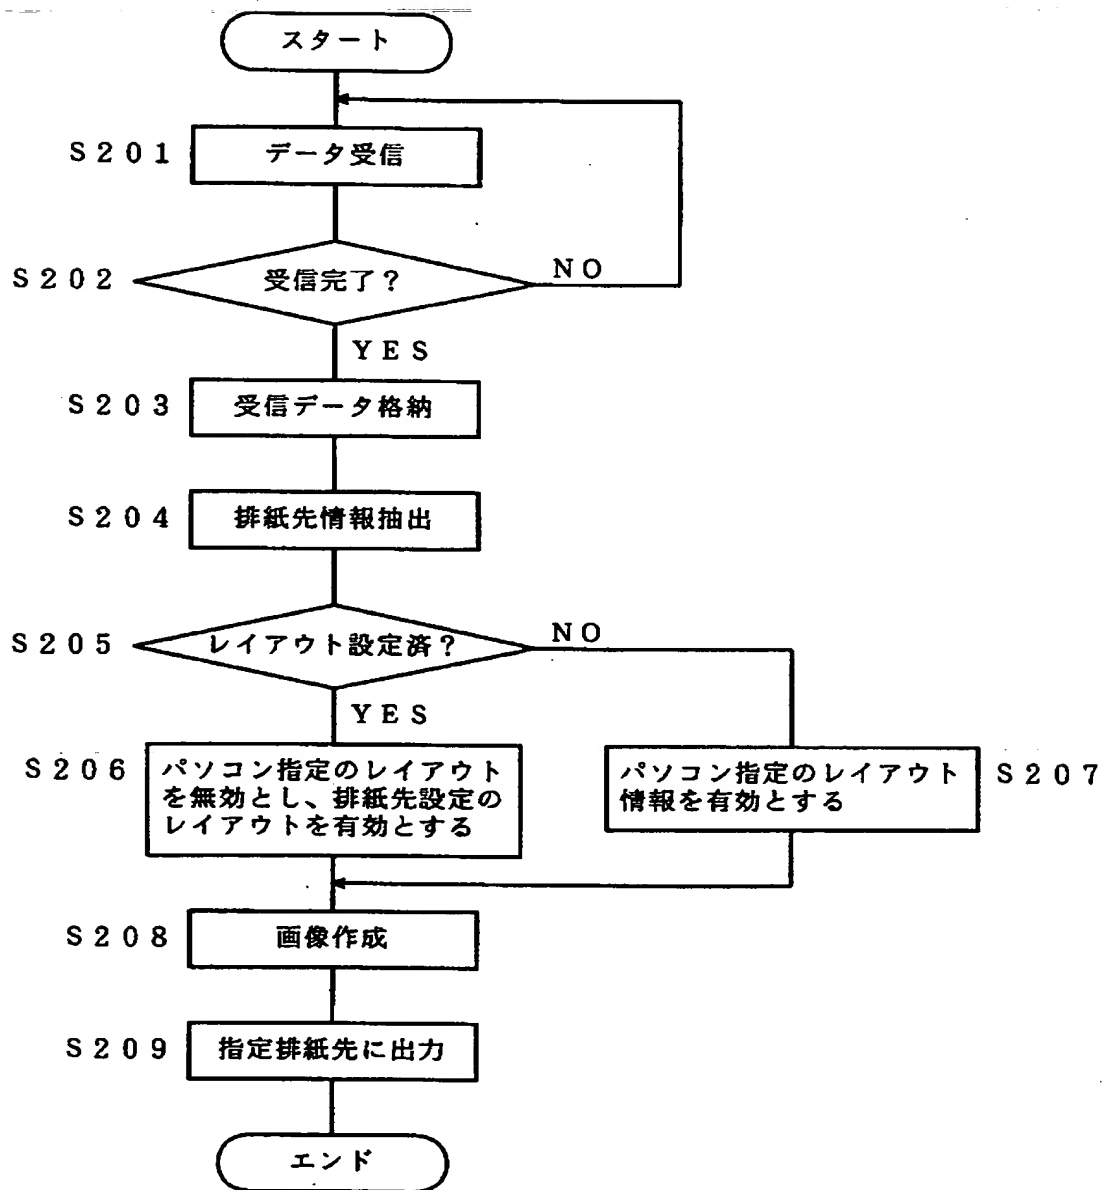 スタート
S201
データ受信
S202
受信完了?
NO
YES
S203
受信データ格納
S204
排紙先情報抽出
S205
レイアウト設定済?
NO
YES
S206
パソコン指定のレイアウト
を無効とし、排紙先設定の
レイアウトを有効とする
パソコン指定のレイアウト
情報を有効とする
S207
S208
画像作成
S209
指定排紙先に出力
エンド